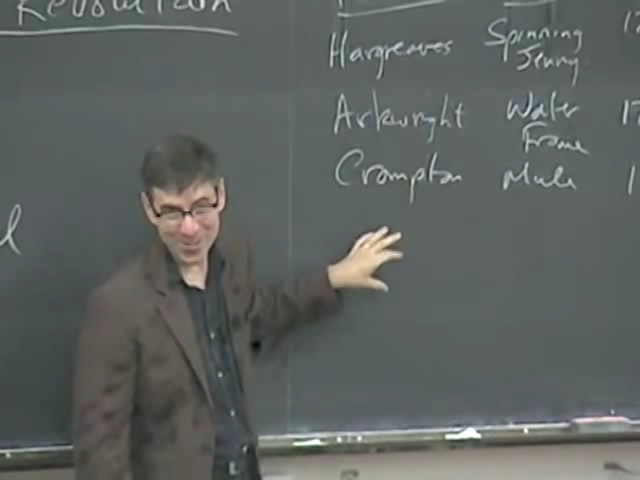 Revolution
Hargreaves Spinning
Jenny
Arkwright Water
Frame
Crompton Mule